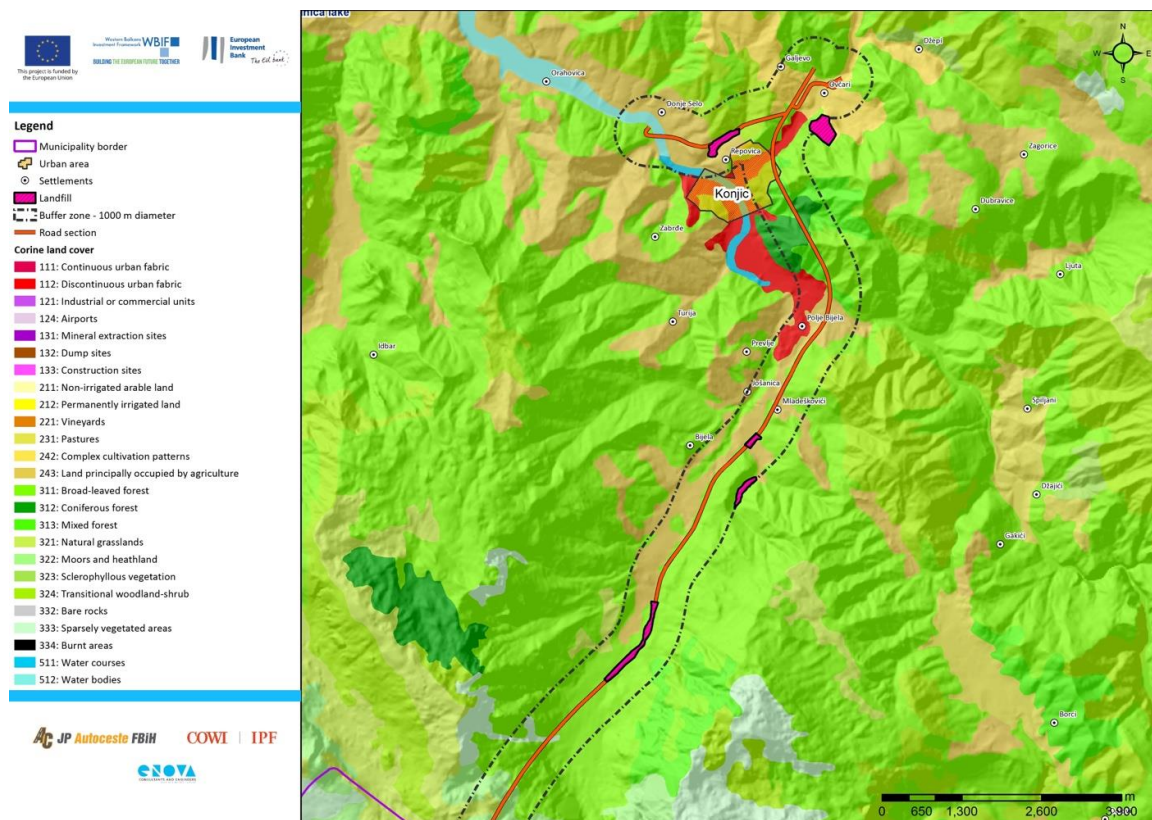 This project is funded by
the European Union
Western Balkans
Investment Framework
WBIF
BUILDING THE EUROPEAN FUTURE TOGETHER
European
Investment
Bank
The EU bank
Legend
Municipality border
Urban area
Settlements
Landfill
Buffer zone - 1000 m diameter
Road section
Corine land cover
111: Continuous urban fabric
112: Discontinuous urban fabric
121: Industrial or commercial units
124: Airports
131: Mineral extraction sites
132: Dump sites
133: Construction sites
211: Non-irrigated arable land
212: Permanently irrigated land
221: Vineyards
231: Pastures
242: Complex cultivation patterns
243: Land principally occupied by agriculture
311: Broad-leaved forest
312: Coniferous forest
313: Mixed forest
321: Natural grasslands
322: Moors and heathland
323: Sclerophyllous vegetation
324: Transitional woodland-shrub
332: Bare rocks
333: Sparsely vegetated areas
334: Burnt areas
511: Water courses
512: Water bodies
JP Autoceste FBiH
COWI | IPF
ENOVA
CONSULTANTS AND ENGINEERS
lake
N
W E
S
Džepi
Galjevo
Orahovica
Ovčari
Donje Selo
Zagorice
Repovica
Konjic
Dubravice
Zabrđe
Ljuta
Turija
Polje Bijela
Idbar
Prevlje
Jošanica
Mladeškovići
Spiljani
Bijela
Džajići
Gakići
Borci
m
0 650 1,300 2,600 3,900